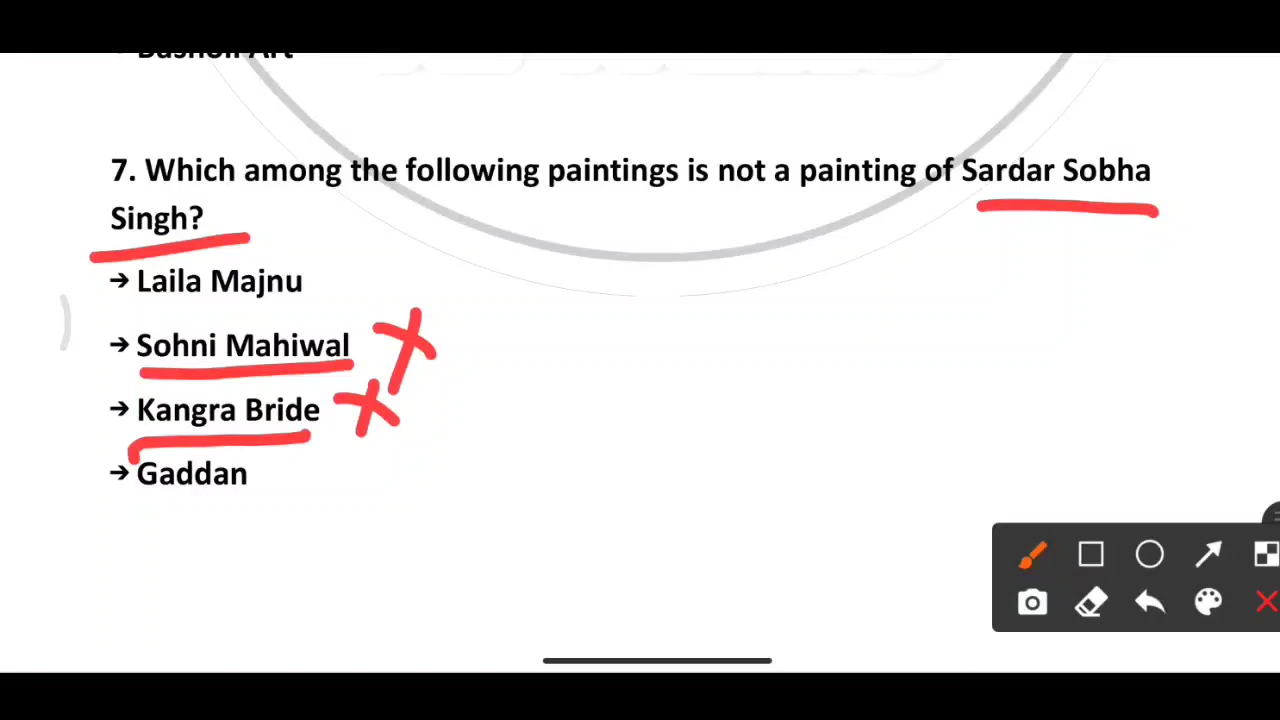 7. Which among the following paintings is not a painting of Sardar Sobha
Singh?
→ Laila Majnu
→ Sohni Mahiwal
→ Kangra Bride
→ Gaddan